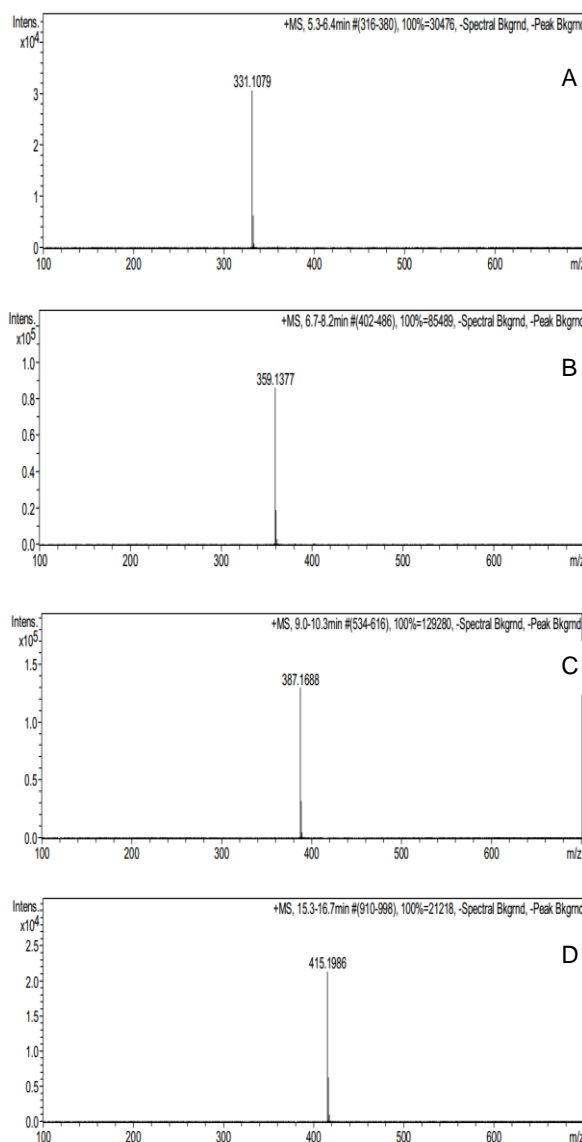 Intens.
x10⁴
+MS, 5.3-6.4min #(316-380), 100%=30476, -Spectral Bkgrnd, -Peak Bkgrnd
A
331.1079
3
2
1
0
100 200 300 400 500 600 m/z
Intens.
x10⁵
+MS, 6.7-8.2min #(402-486), 100%=85489, -Spectral Bkgrnd, -Peak Bkgrnd
B
359.1377
1.0
0.8
0.6
0.4
0.2
0.0
100 200 300 400 500 600 m/z
Intens.
x10⁵
+MS, 9.0-10.3min #(534-616), 100%=129280, -Spectral Bkgrnd, -Peak Bkgrnd
C
387.1688
1.5
1.0
0.5
0.0
100 200 300 400 500 600 m/z
Intens.
x10⁴
+MS, 15.3-16.7min #(910-998), 100%=21218, -Spectral Bkgrnd, -Peak Bkgrnd
D
415.1986
2.5
2.0
1.5
1.0
0.5
0.0
100 200 300 400 500 600 m/z